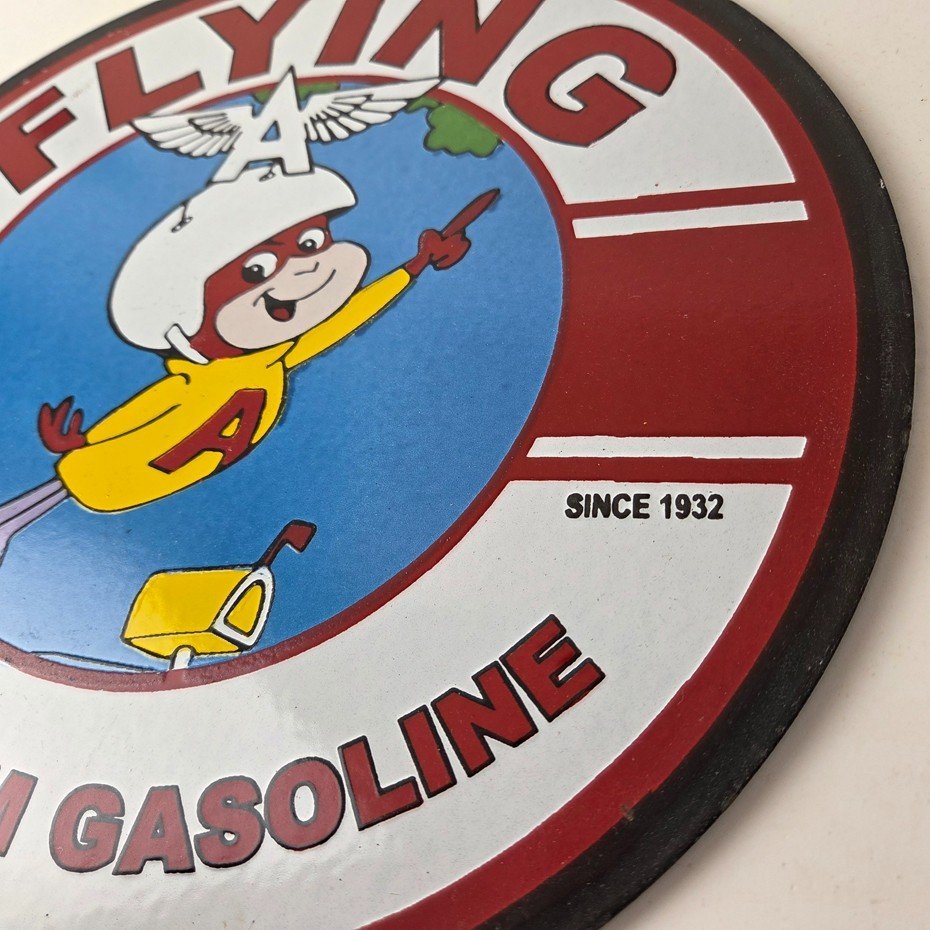 FLYING
A
A
SINCE 1932
GASOLINE